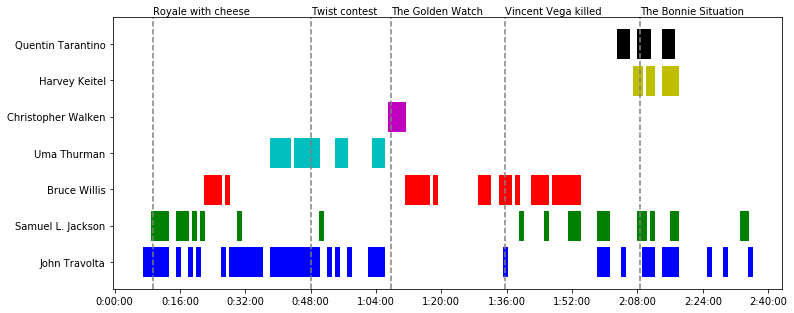 Royale with cheese Twist contest The Golden Watch Vincent Vega killed The Bonnie Situation
Quentin Tarantino
Harvey Keitel
Christopher Walken
Uma Thurman
Bruce Willis
Samuel L. Jackson
John Travolta
0:00:00 0:16:00 0:32:00 0:48:00 1:04:00 1:20:00 1:36:00 1:52:00 2:08:00 2:24:00 2:40:00